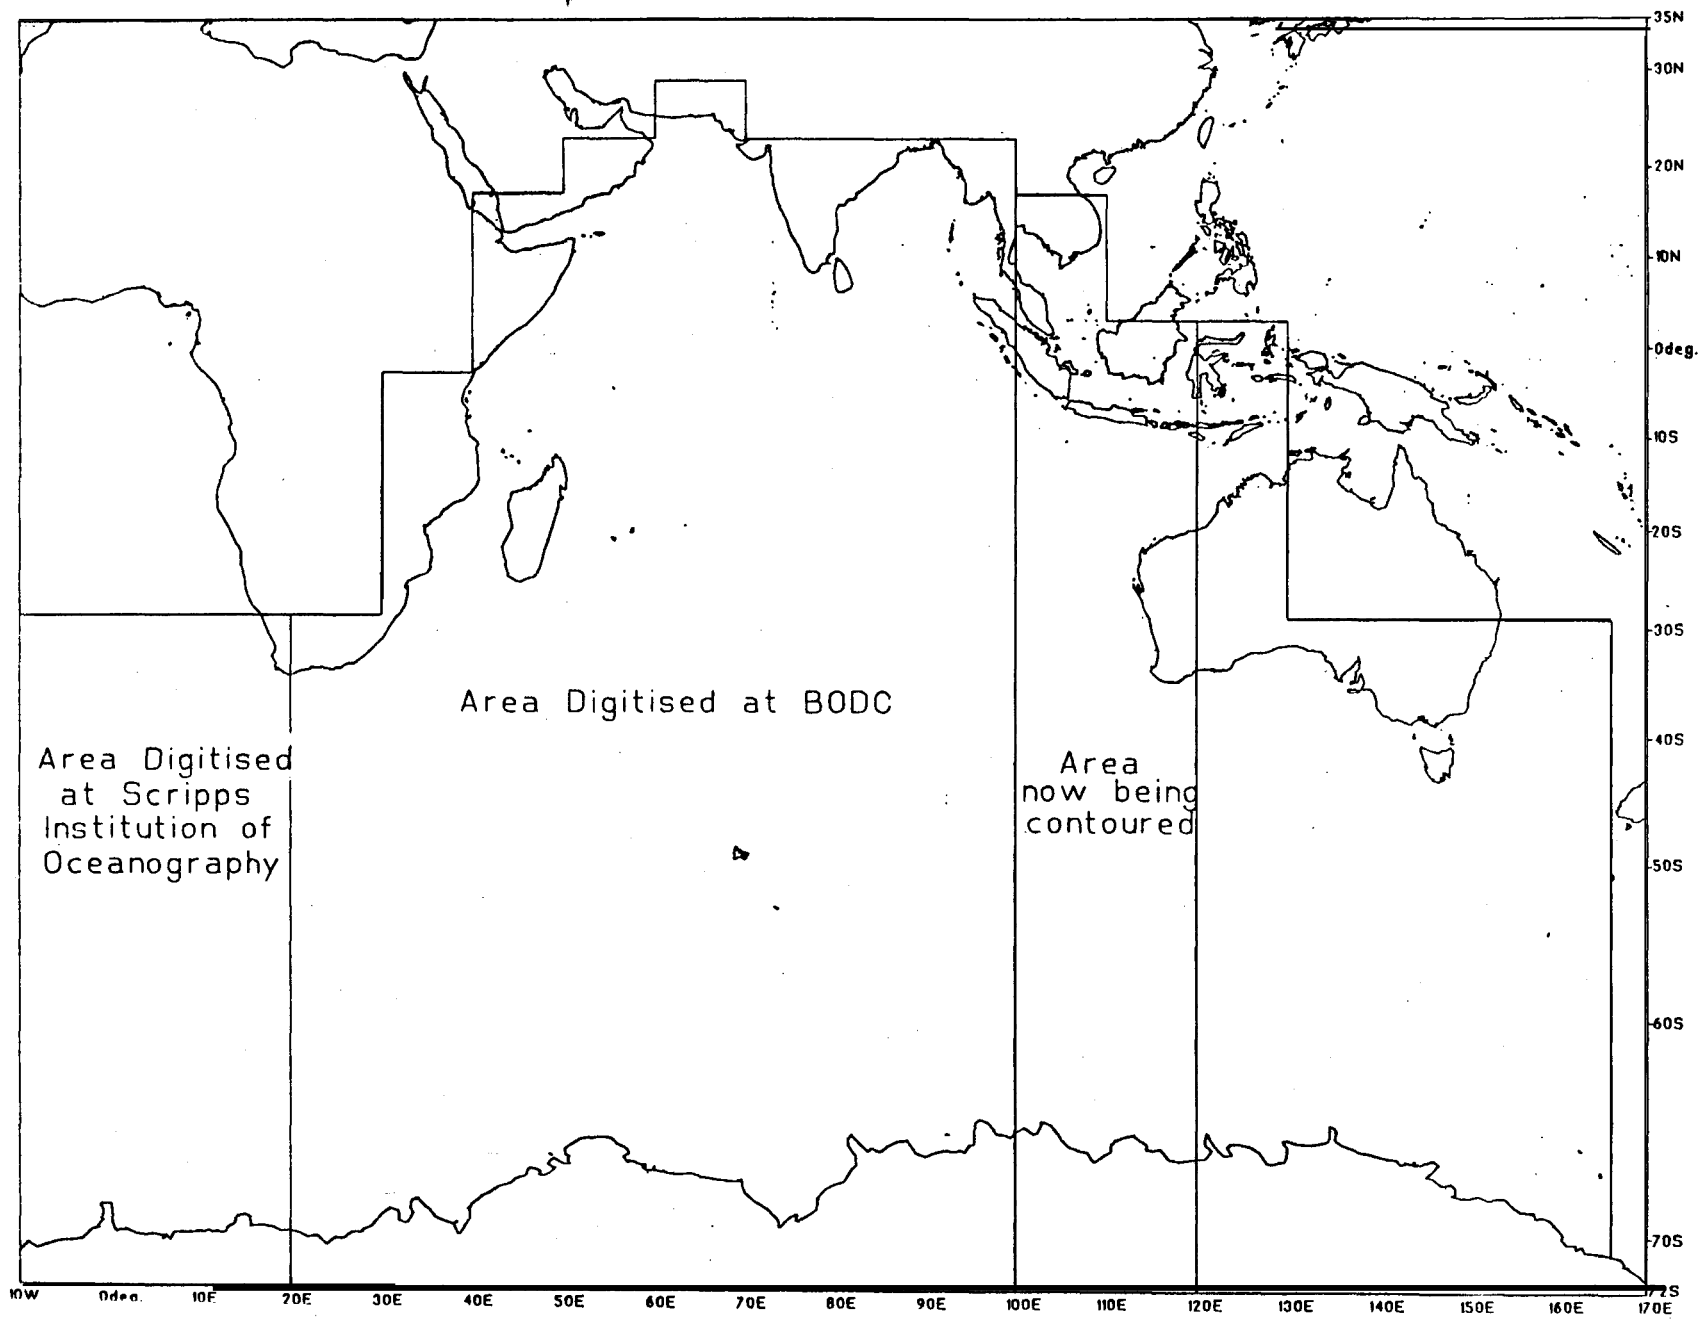 35N
30N
20N
10N
0deg.
10S
20S
30S
Area Digitised at BODC
40S
Area Digitised
at Scripps
Institution of
Oceanography
Area
now being
contoured
50S
60S
70S
72S
10W 0deg. 10E 20E 30E 40E 50E 60E 70E 80E 90E 100E 110E 120E 130E 140E 150E 160E 170E